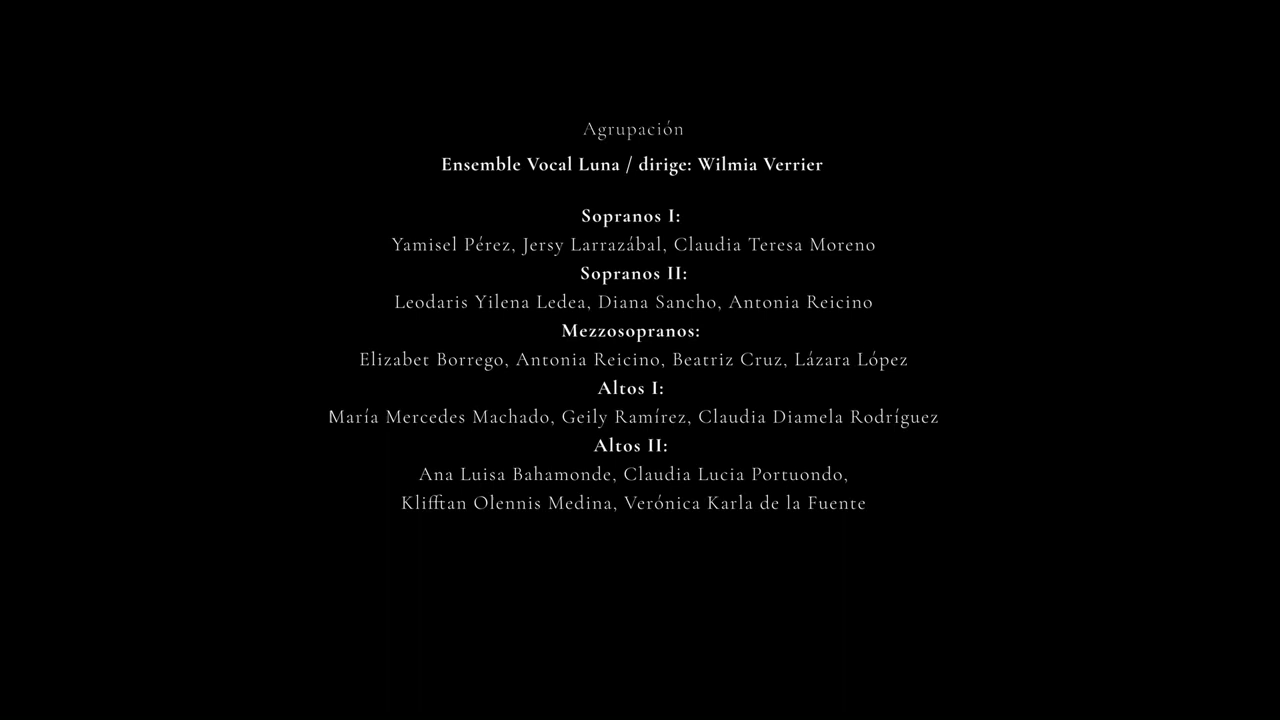 Agrupación
Ensemble Vocal Luna / dirige: Wilmia Verrier
Sopranos I:
Yamisel Pérez, Jersy Larrazábal, Claudia Teresa Moreno
Sopranos II:
Leodaris Yilena Ledea, Diana Sancho, Antonia Reicino
Mezzosopranos:
Elizabet Borrego, Antonia Reicino, Beatriz Cruz, Lázara López
Altos I:
María Mercedes Machado, Geily Ramírez, Claudia Diamela Rodríguez
Altos II:
Ana Luisa Bahamonde, Claudia Lucia Portuondo,
Klifftan Olennis Medina, Verónica Karla de la Fuente